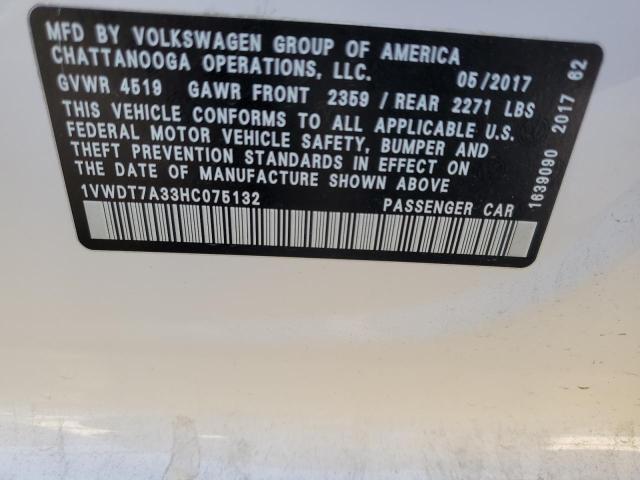 MFD BY VOLKSWAGEN GROUP OF AMERICA
CHATTANOOGA OPERATIONS, LLC. 05/2017
GVWR 4519 GAWR FRONT 2359 / REAR 2271 LBS
THIS VEHICLE CONFORMS TO ALL APPLICABLE U.S.
FEDERAL MOTOR VEHICLE SAFETY, BUMPER AND
THEFT PREVENTION STANDARDS IN EFFECT ON
THE DATE OF MANUFACTURE SHOWN ABOVE
1VWDT7A33HC075132 PASSENGER CAR
1639090 2017 62